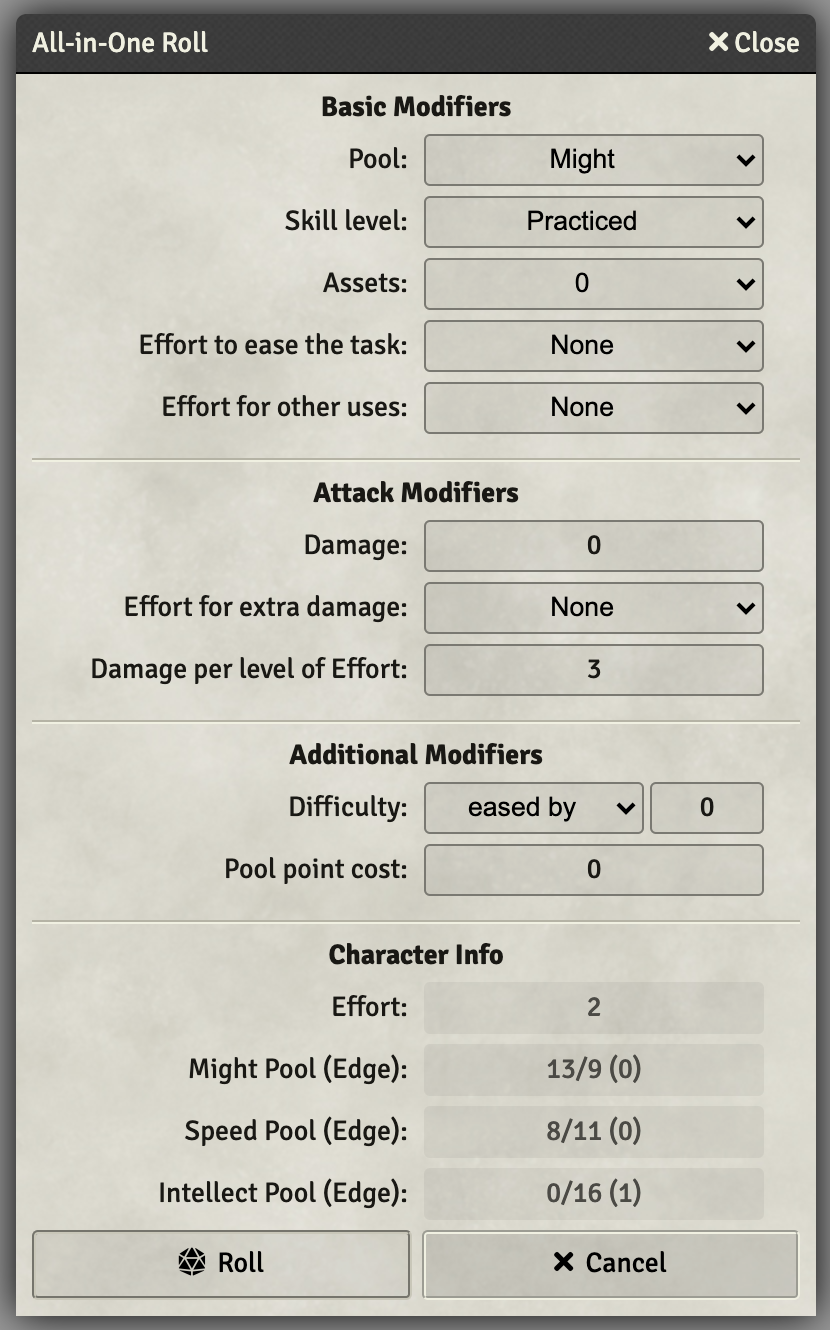 All-in-One Roll Close
Basic Modifiers
Pool: Might
Skill level: Practiced
Assets: 0
Effort to ease the task: None
Effort for other uses: None
Attack Modifiers
Damage: 0
Effort for extra damage: None
Damage per level of Effort: 3
Additional Modifiers
Difficulty: eased by 0
Pool point cost: 0
Character Info
Effort: 2
Might Pool (Edge): 13/9 (0)
Speed Pool (Edge): 8/11 (0)
Intellect Pool (Edge): 0/16 (1)
Roll Cancel